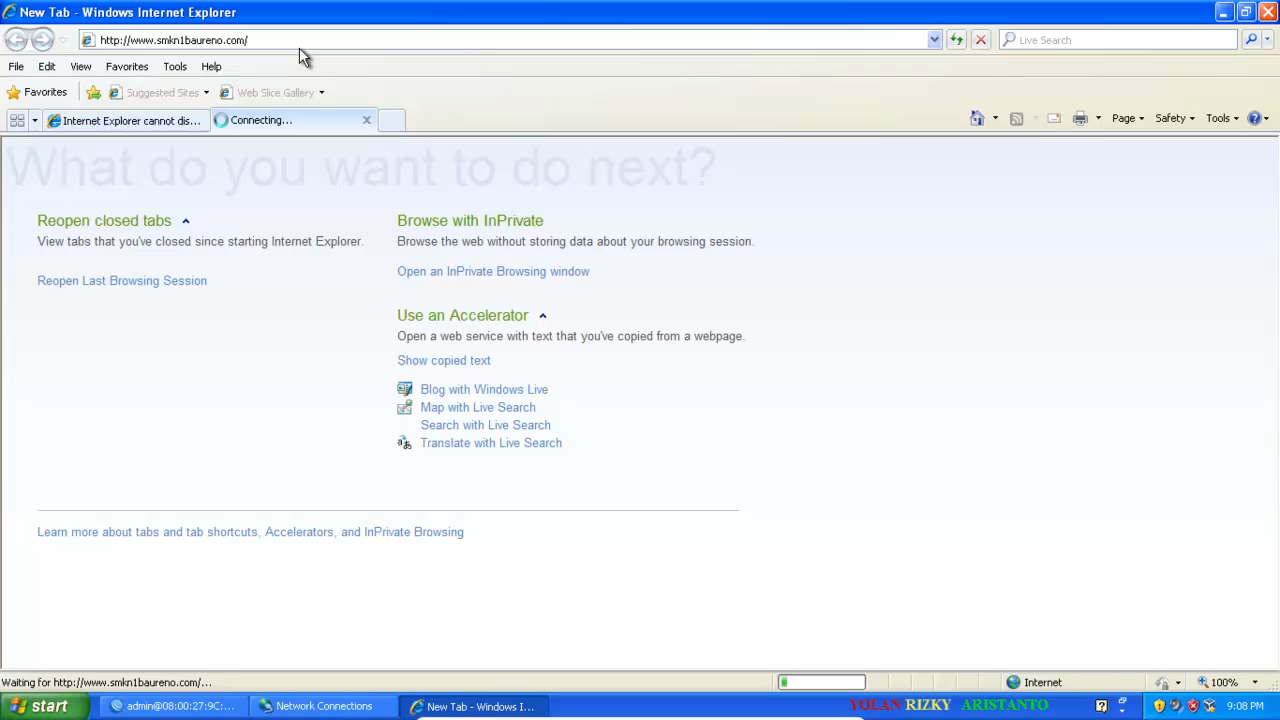 New Tab - Windows Internet Explorer
http://www.smkn1baureno.com/
Live Search
File Edit View Favorites Tools Help
Favorites Suggested Sites Web Slice Gallery
Internet Explorer cannot dis... Connecting... Page Safety Tools
What do you want to do next?
Reopen closed tabs
View tabs that you've closed since starting Internet Explorer.
Reopen Last Browsing Session
Browse with InPrivate
Browse the web without storing data about your browsing session.
Open an InPrivate Browsing window
Use an Accelerator
Open a web service with text that you've copied from a webpage.
Show copied text
Blog with Windows Live
Map with Live Search
Search with Live Search
Translate with Live Search
Learn more about tabs and tab shortcuts, Accelerators, and InPrivate Browsing
Waiting for http://www.smkn1baureno.com/... Internet 100%
start admin@08:00:27:9C:... Network Connections New Tab - Windows I... YOLAN RIZKY ARISTANTO 9:08 PM